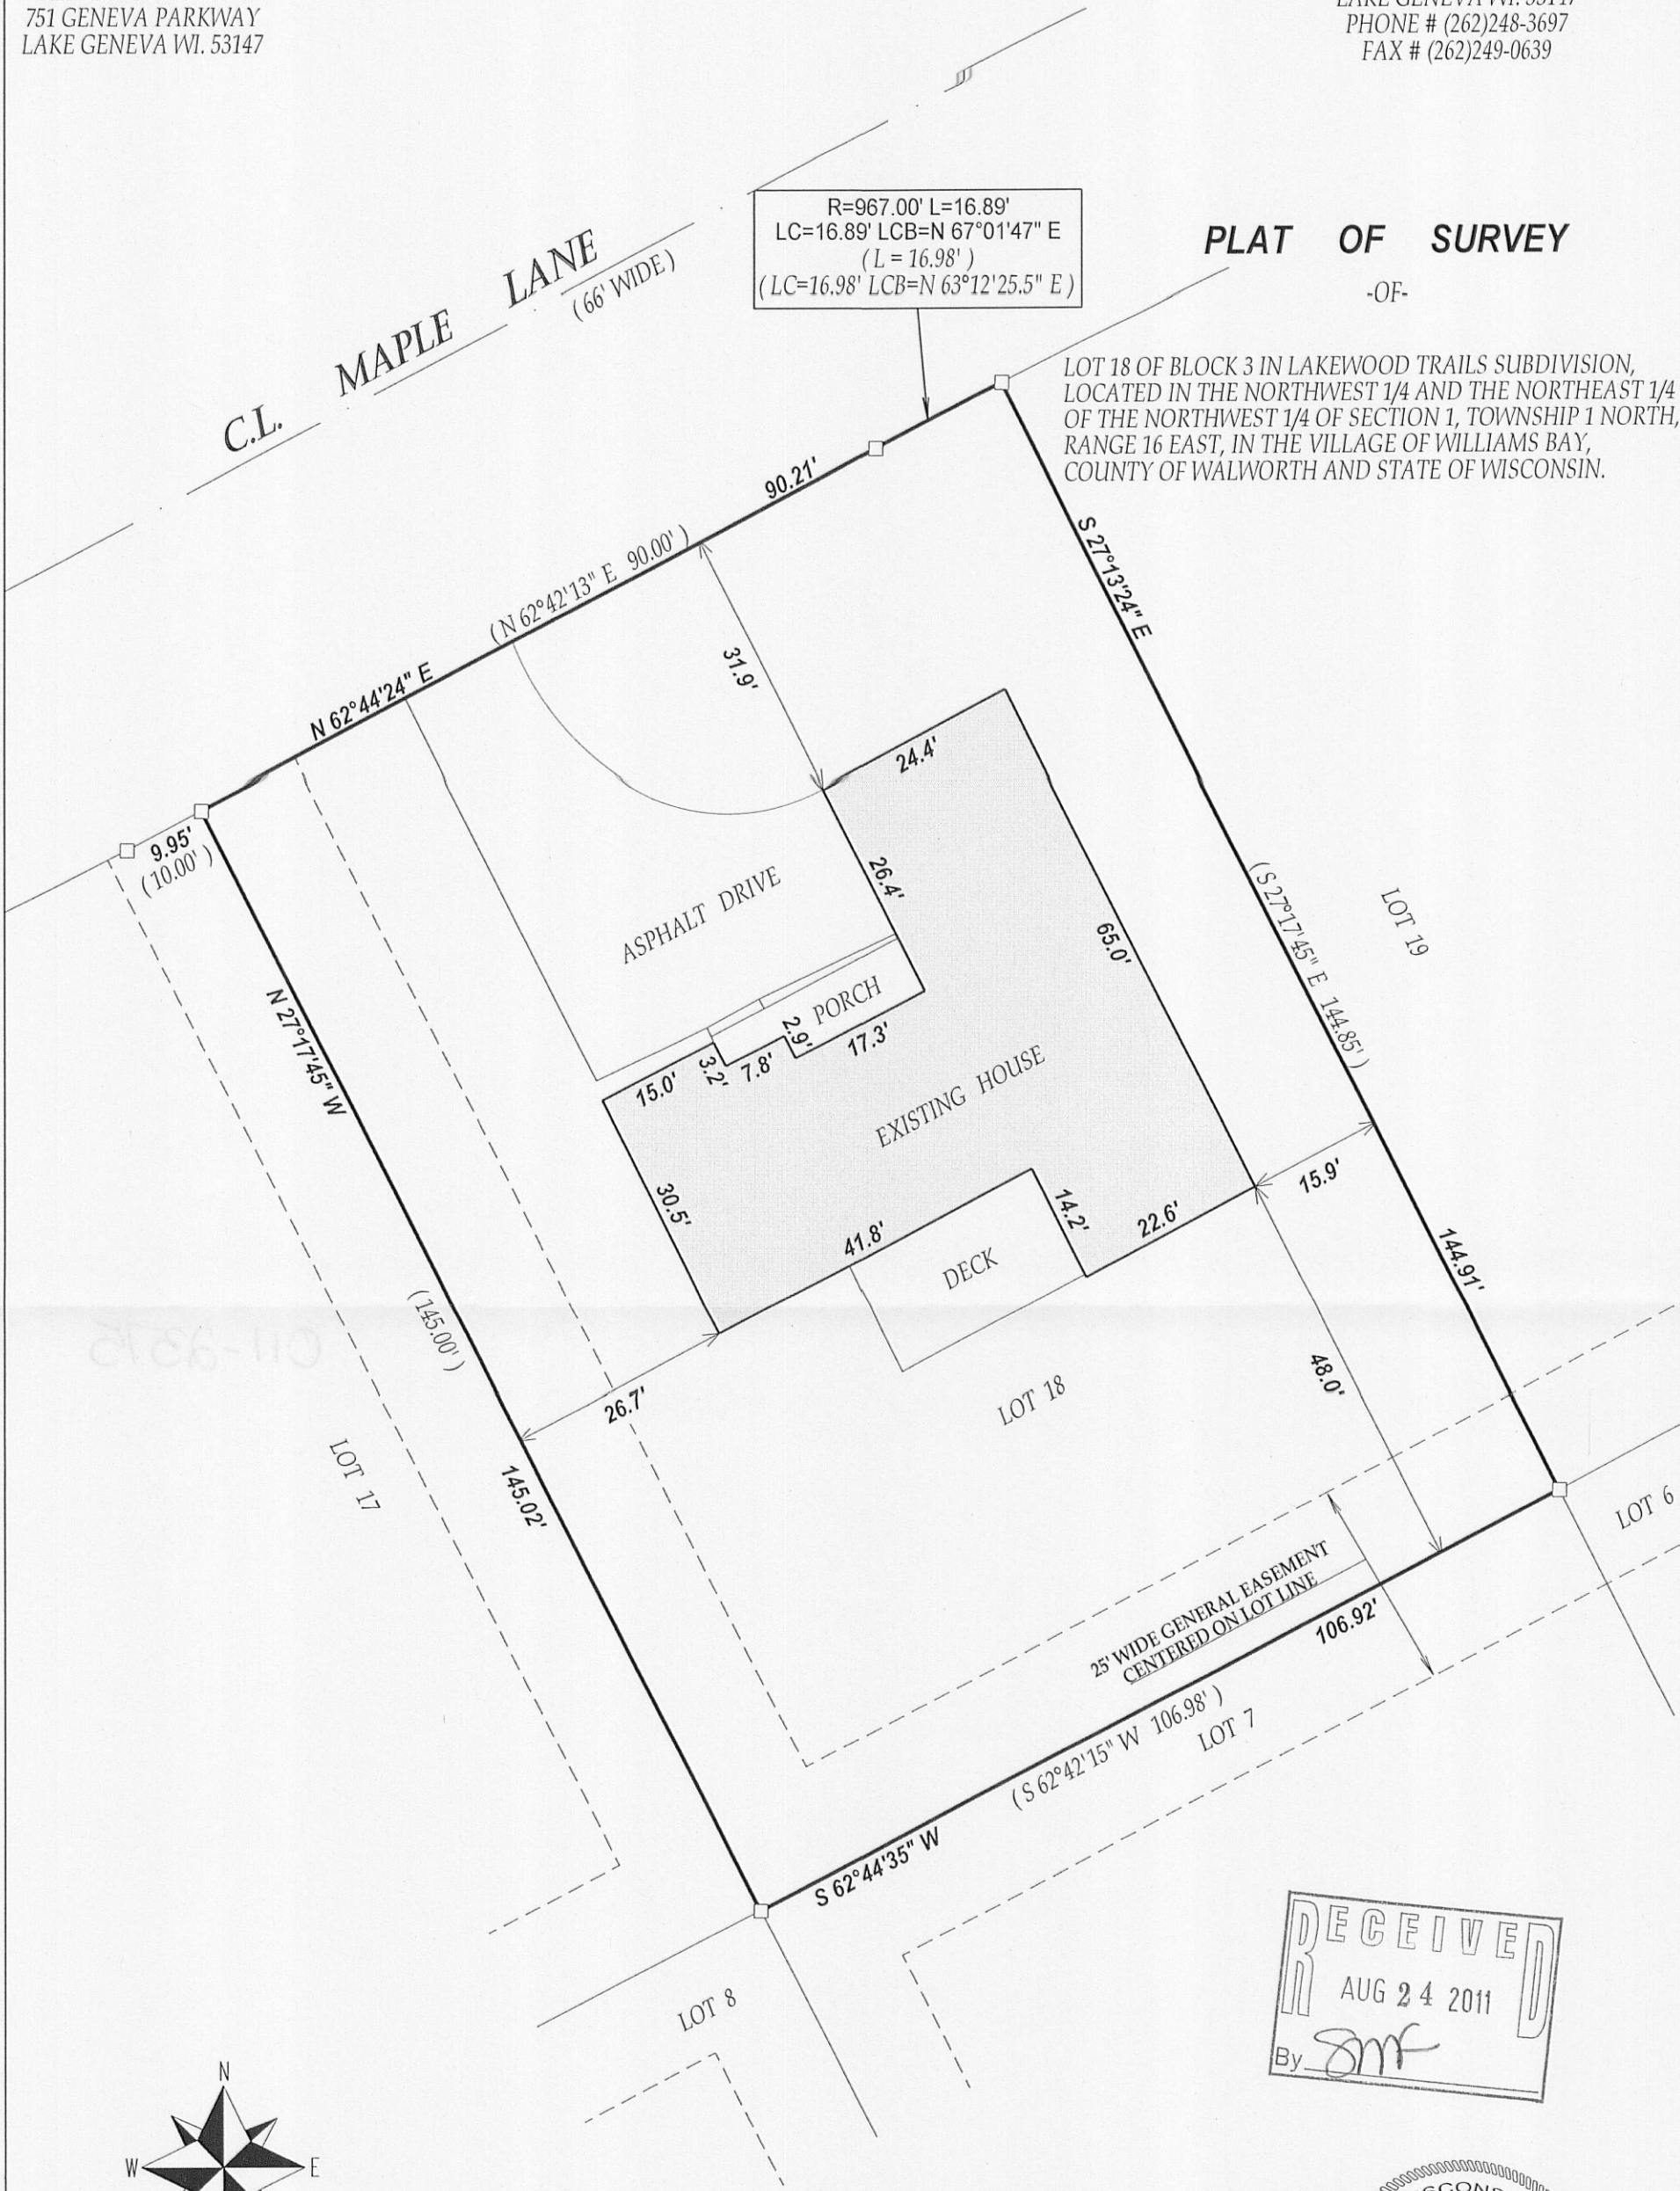 751 GENEVA PARKWAY
LAKE GENEVA WI. 53147
PHONE # (262)248-3697
FAX # (262)249-0639
C.L. MAPLE LANE
( 66' WIDE )
R=967.00' L=16.89'
LC=16.89' LCB=N 67°01'47" E
( L = 16.98' )
( LC=16.98' LCB=N 63°12'25.5" E )
PLAT OF SURVEY
-OF-
LOT 18 OF BLOCK 3 IN LAKEWOOD TRAILS SUBDIVISION,
LOCATED IN THE NORTHWEST 1/4 AND THE NORTHEAST 1/4
OF THE NORTHWEST 1/4 OF SECTION 1, TOWNSHIP 1 NORTH,
RANGE 16 EAST, IN THE VILLAGE OF WILLIAMS BAY,
COUNTY OF WALWORTH AND STATE OF WISCONSIN.
90.21'
( N 62°42'13" E 90.00' )
N 62°44'24" E
S 27°13'24" E
31.9'
24.4'
9.95'
( 10.00' )
26.4'
ASPHALT DRIVE
65.0'
( S 27°17'45" E 144.85' )
LOT 19
PORCH
N 27°17'45" W
15.0'
3.2'
7.8'
2.9'
17.3'
EXISTING HOUSE
30.5'
41.8'
14.2'
22.6'
15.9'
DECK
144.91'
( 145.00' )
26.7'
LOT 18
48.0'
LOT 17
145.02'
LOT 6
25' WIDE GENERAL EASEMENT
CENTERED ON LOT LINE
106.92'
( S 62°42'15" W 106.98' )
LOT 7
S 62°44'35" W
LOT 8
RECEIVED
AUG 24 2011
By SMF
N
W E